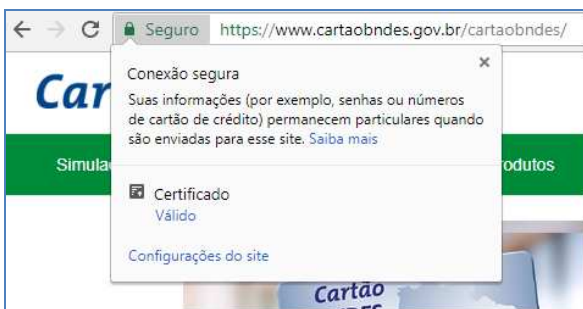 Seguro https://www.cartaobndes.gov.br/cartaobndes/
Conexão segura
Car
Suas informações (por exemplo, senhas ou números
de cartão de crédito) permanecem particulares quando
são enviadas para esse site. Saiba mais
Simula
odutos
Certificado
Válido
Configurações do site
Cartão